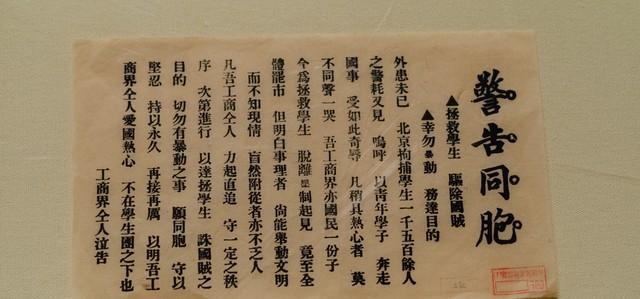 警告同胞
▲拯救學生 驅除國賊
▲幸勿暴動 務達目的
外患未已 北京拘捕學生一千五百餘人
之警耗又見 嗚呼 以青年學子 奔走
國事 受如此奇辱 凡稍具熱心者 莫
不同聲一哭 吾工商界亦國民一份子
今爲拯救學生 脫離 制起見 竟至全
體罷市 但明白事理者 尙能舉動文明
而不知現情 盲然附從者亦不乏人
凡吾工商仝人 力起直追 守一定之秩
序 次第進行 以達拯學生 誅國賊之
目的 切勿有暴動之事 願同胞 守以
堅忍 持以永久 再接再厲 以明吾工
商界仝人愛國熱心 不在學生團之下也
工商界仝人泣告